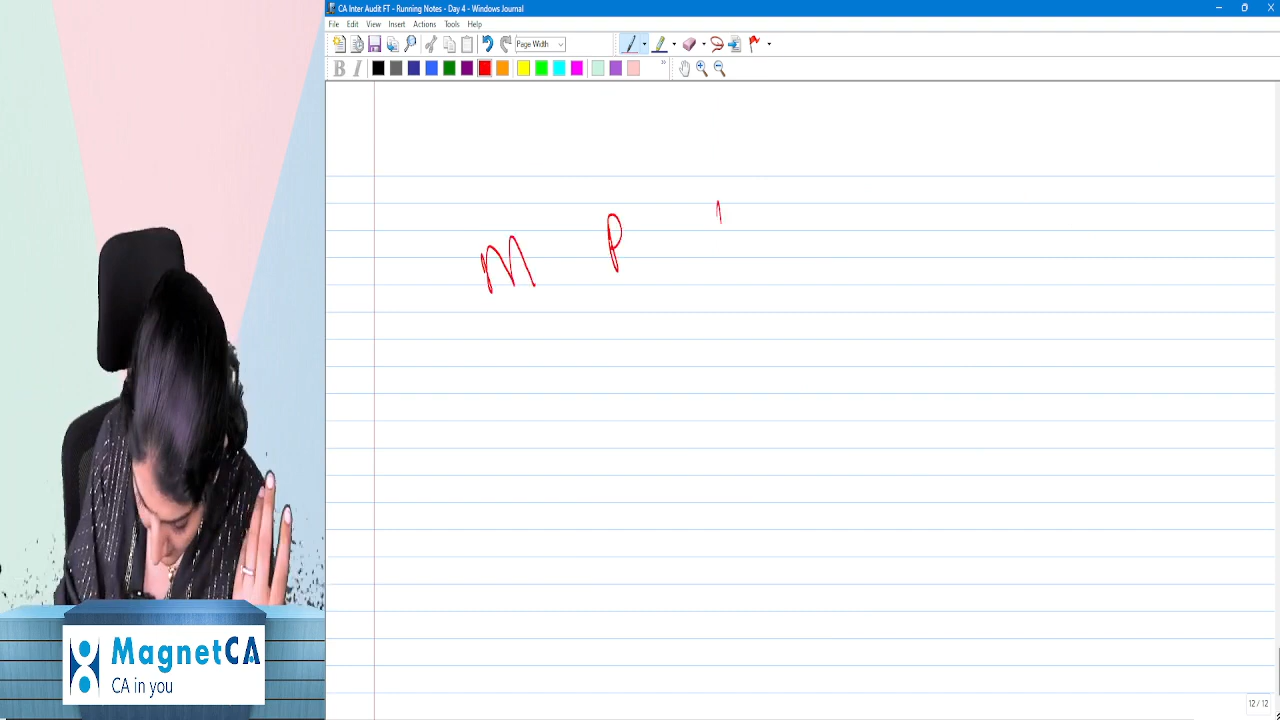 CA Inter Audit FT - Running Notes - Day 4 - Windows Journal
File Edit View Insert Actions Tools Help
Page Width
B I
M P
MagnetCA
CA in you
12 / 12